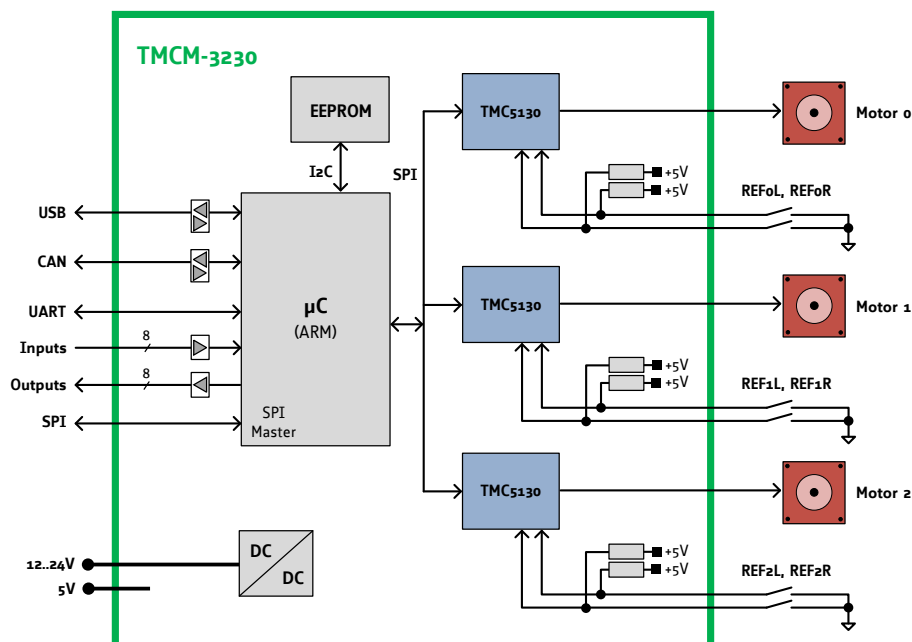 TMCM-3230
EEPROM
I2C
SPI
USB
CAN
UART
Inputs
8
Outputs
8
SPI
µC
(ARM)
SPI
Master
12..24V
5V
DC
DC
TMC5130
Motor 0
+5V
+5V
REF0L, REF0R
TMC5130
Motor 1
+5V
+5V
REF1L, REF1R
TMC5130
Motor 2
+5V
+5V
REF2L, REF2R